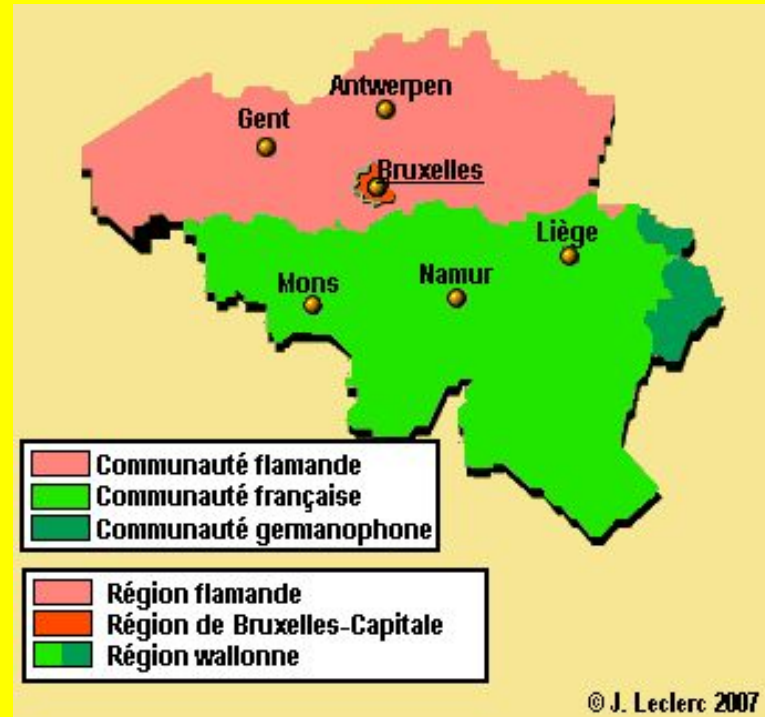 Antwerpen
Gent
Bruxelles
Liège
Mons
Namur
Communauté flamande
Communauté française
Communauté germanophone
Région flamande
Région de Bruxelles-Capitale
Région wallonne
© J. Leclerc 2007